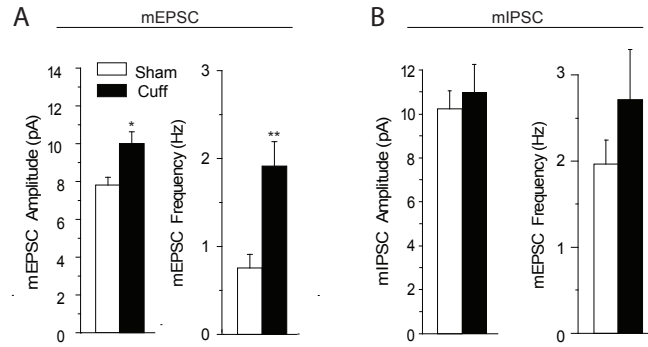 A
mEPSC
mEPSC Amplitude (pA)
14
12
10
8
6
4
2
0
Sham
Cuff
*
mEPSC Frequency (Hz)
3
2
1
0
**
B
mIPSC
mIPSC Amplitude (pA)
12
10
8
6
4
2
0
mEPSC Frequency (Hz)
3
2
1
0